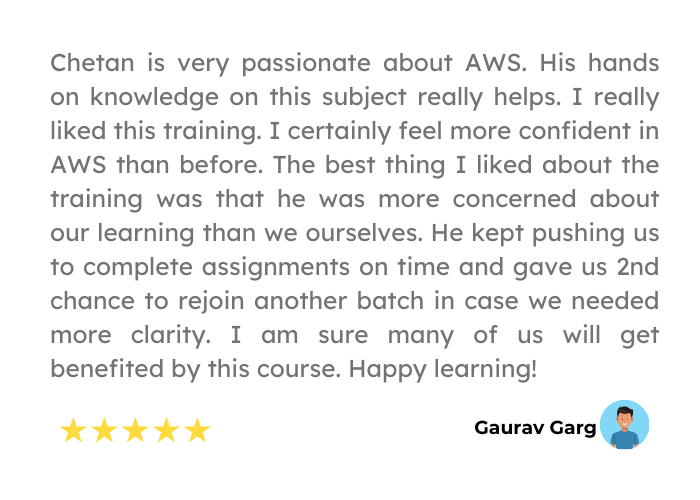 Chetan is very passionate about AWS. His hands
on knowledge on this subject really helps. I really
liked this training. I certainly feel more confident in
AWS than before. The best thing I liked about the
training was that he was more concerned about
our learning than we ourselves. He kept pushing us
to complete assignments on time and gave us 2nd
chance to rejoin another batch in case we needed
more clarity. I am sure many of us will get
benefited by this course. Happy learning!
Gaurav Garg